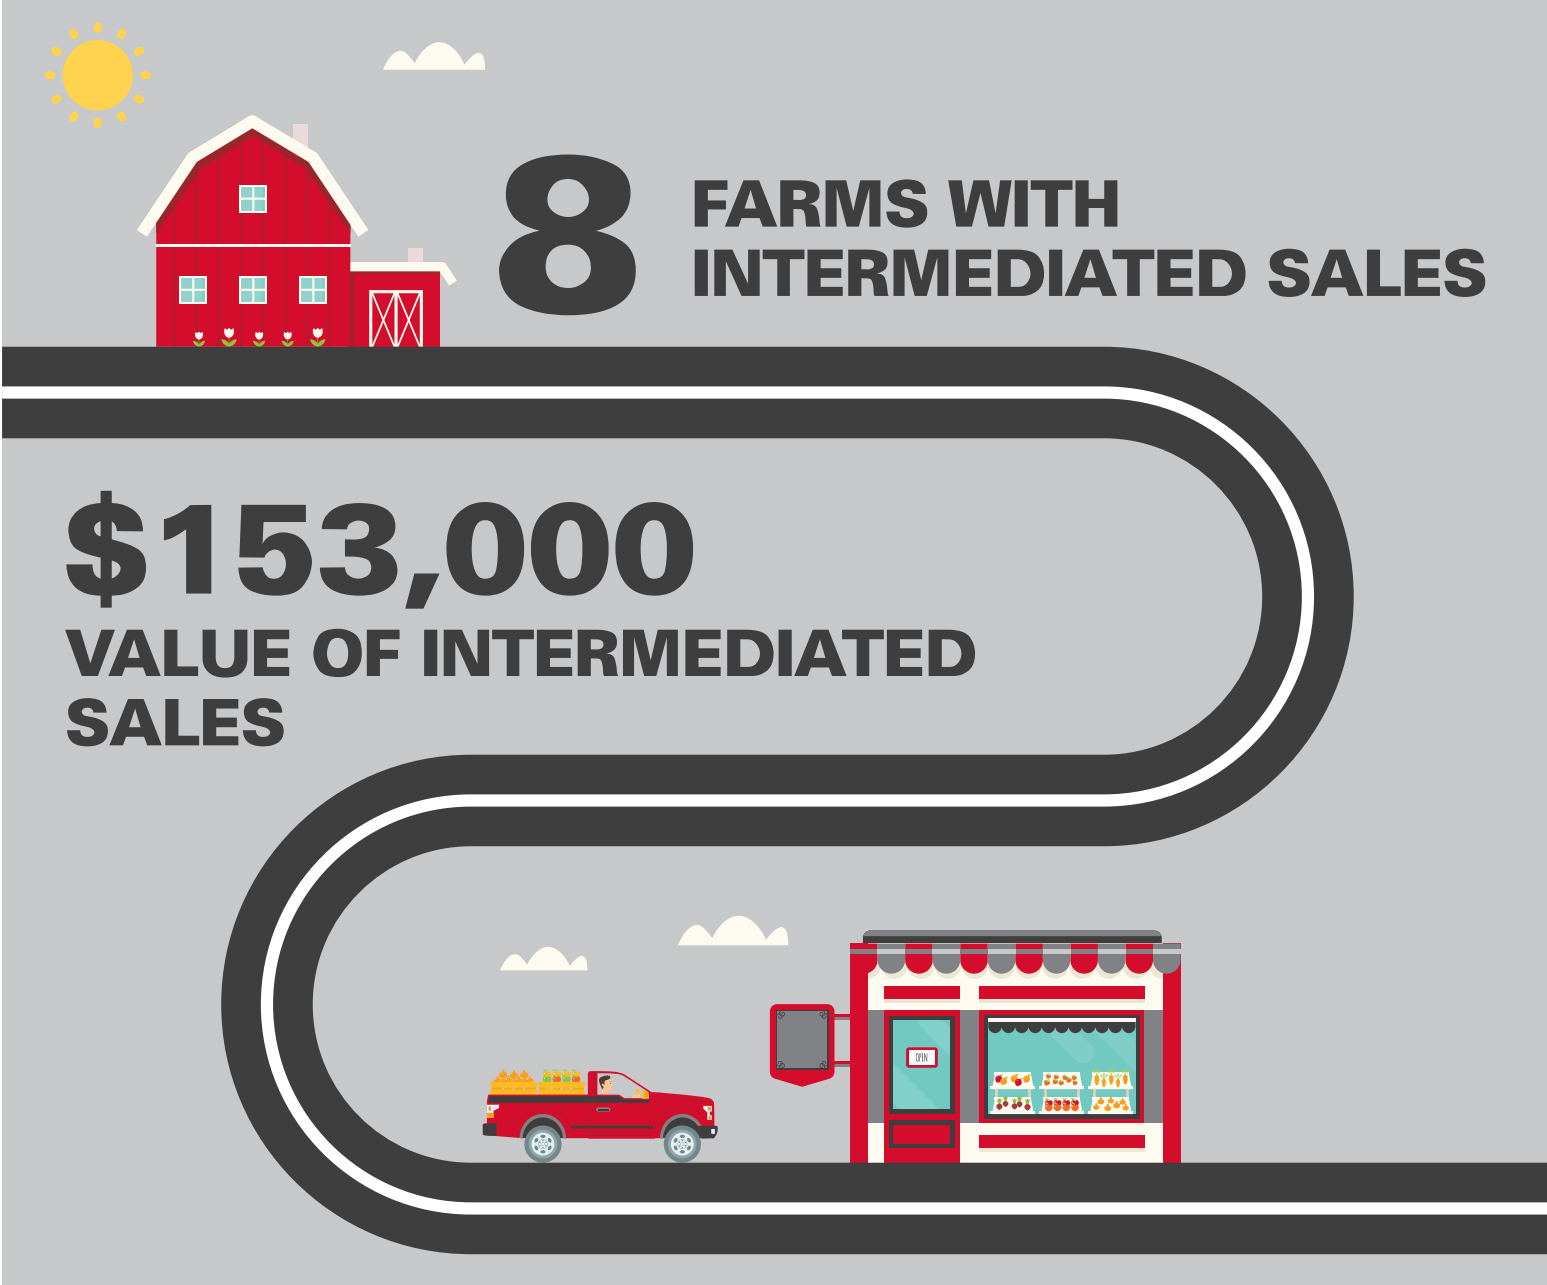 8
FARMS WITH
INTERMEDIATED SALES
$153,000
VALUE OF INTERMEDIATED
SALES
OPEN